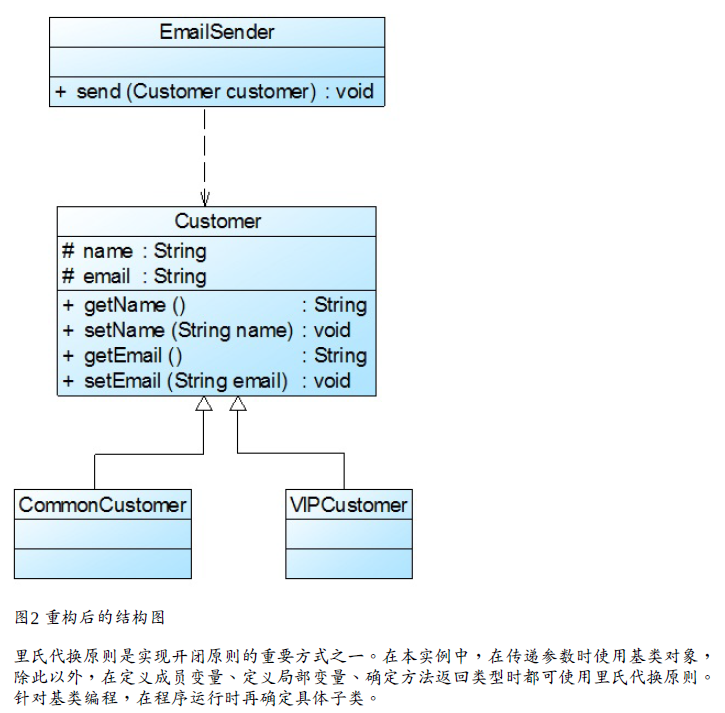 EmailSender
+ send (Customer customer) : void
Customer
# name : String
# email : String
+ getName () : String
+ setName (String name) : void
+ getEmail () : String
+ setEmail (String email) : void
CommonCustomer
VIPCustomer
图2 重构后的结构图
里氏代换原则是实现开闭原则的重要方式之一。在本实例中，在传递参数时使用基类对象，
除此以外，在定义成员变量、定义局部变量、确定方法返回类型时都可使用里氏代换原则。
针对基类编程，在程序运行时再确定具体子类。